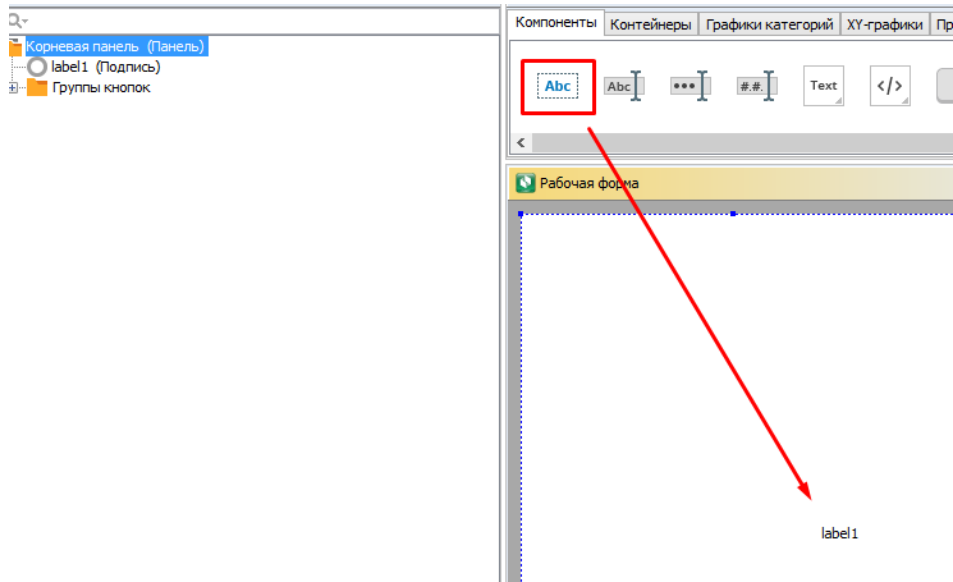 Корневая панель (Панель)
label1 (Подпись)
Группы кнопок
Компоненты Контейнеры Графики категорий XY-графики Пр
Abc Abc ••• #.#. Text </>
Рабочая форма
label1